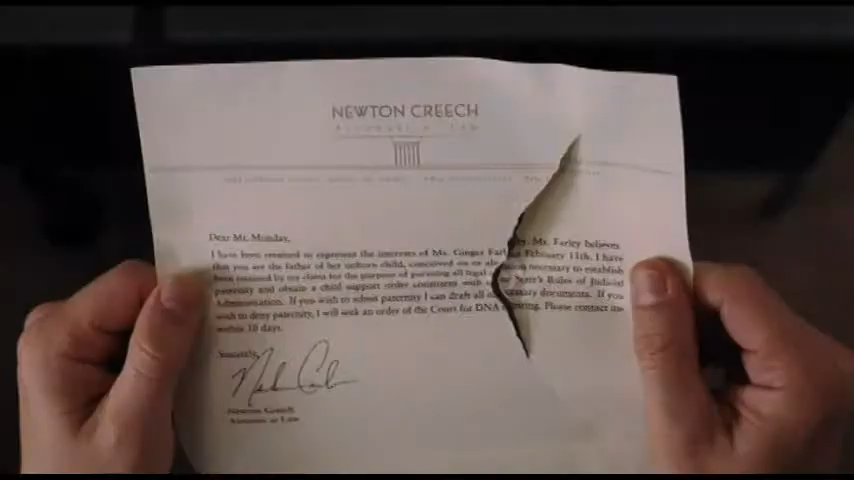 NEWTON CREECH
ATTORNEY AT LAW
Dear Mr. Monday,
I have been retained to represent the interests of Ms. Ginger Farley. Ms. Farley believes
that you are the father of her unborn child, conceived on or February 11th. I have
been retained by my claim for the purpose of pursuing all legal necessary to establish
paternity and obtain a child support order consistent with State's Rules of Judicial
Administration. If you wish to admit paternity I can draft all documents. If you
wish to deny paternity, I will seek an order of the Court for DNA Please contact me
within 10 days.
Sincerely,
Newton Creech
Attorney at Law